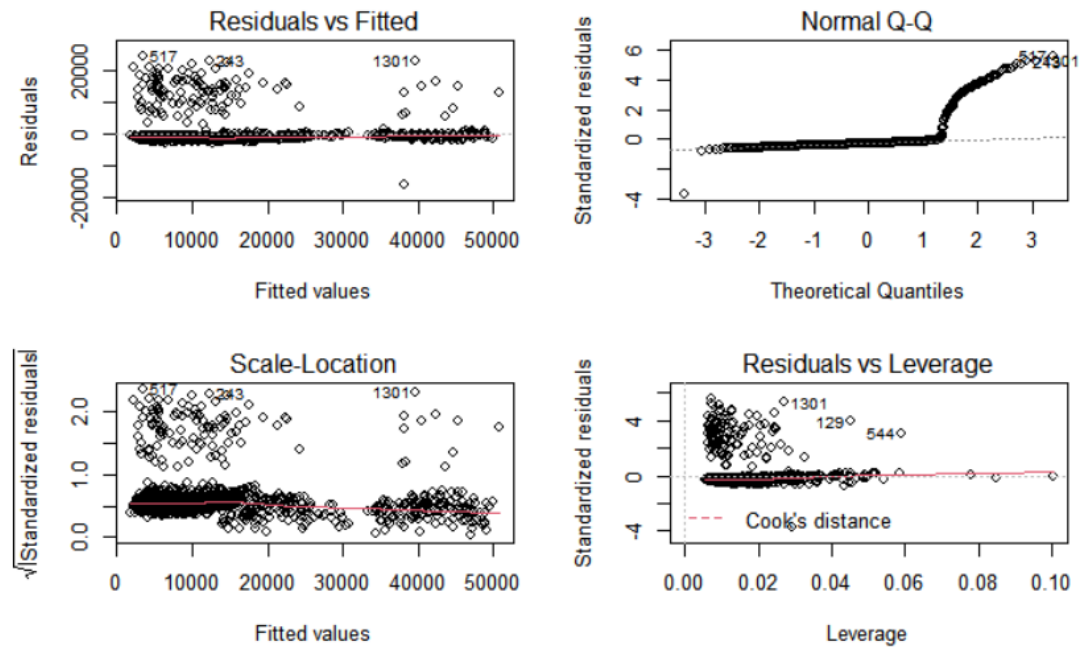 Residuals vs Fitted
Residuals
-20000 0 20000
517
243
1301
0 10000 20000 30000 40000 50000
Fitted values
Normal Q-Q
Standardized residuals
-4 0 2 4 6
517
243
1301
-3 -2 -1 0 1 2 3
Theoretical Quantiles
Scale-Location
√|Standardized residuals|
0.0 1.0 2.0
517
243
1301
0 10000 20000 30000 40000 50000
Fitted values
Residuals vs Leverage
Standardized residuals
-4 0 4
1301
129
544
Cook's distance
0.00 0.02 0.04 0.06 0.08 0.10
Leverage